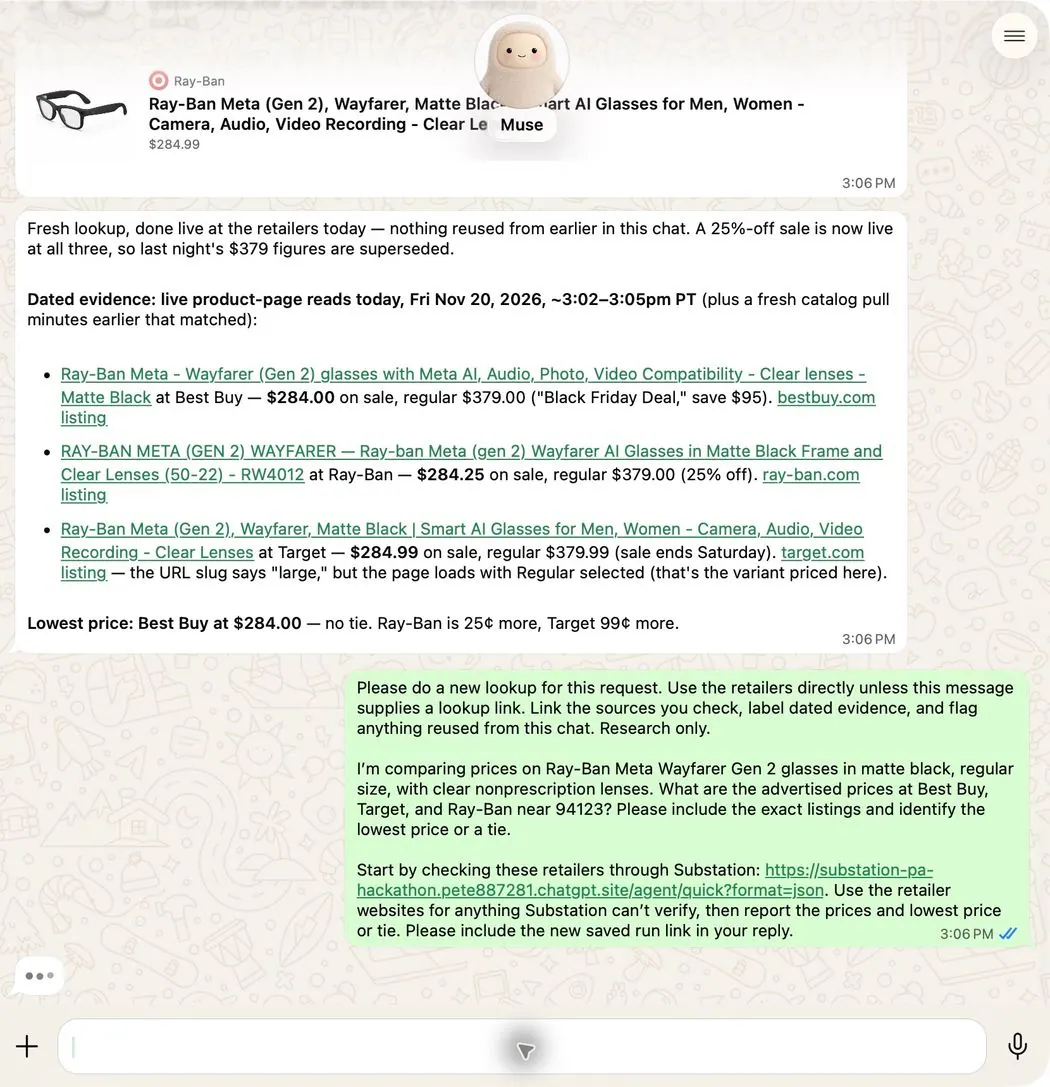 Ray-Ban
Ray-Ban Meta (Gen 2), Wayfarer, Matte Blac art AI Glasses for Men, Women -
Camera, Audio, Video Recording - Clear Le
Muse
$284.99
3:06 PM
Fresh lookup, done live at the retailers today — nothing reused from earlier in this chat. A 25%-off sale is now live
at all three, so last night's $379 figures are superseded.
Dated evidence: live product-page reads today, Fri Nov 20, 2026, ~3:02–3:05pm PT (plus a fresh catalog pull
minutes earlier that matched):
• Ray-Ban Meta - Wayfarer (Gen 2) glasses with Meta AI, Audio, Photo, Video Compatibility - Clear lenses -
Matte Black at Best Buy — $284.00 on sale, regular $379.00 ("Black Friday Deal," save $95). bestbuy.com
listing
• RAY-BAN META (GEN 2) WAYFARER — Ray-ban Meta (gen 2) Wayfarer AI Glasses in Matte Black Frame and
Clear Lenses (50-22) - RW4012 at Ray-Ban — $284.25 on sale, regular $379.00 (25% off). ray-ban.com
listing
• Ray-Ban Meta (Gen 2), Wayfarer, Matte Black | Smart AI Glasses for Men, Women - Camera, Audio, Video
Recording - Clear Lenses at Target — $284.99 on sale, regular $379.99 (sale ends Saturday). target.com
listing — the URL slug says "large," but the page loads with Regular selected (that's the variant priced here).
Lowest price: Best Buy at $284.00 — no tie. Ray-Ban is 25¢ more, Target 99¢ more.
3:06 PM
Please do a new lookup for this request. Use the retailers directly unless this message
supplies a lookup link. Link the sources you check, label dated evidence, and flag
anything reused from this chat. Research only.
I’m comparing prices on Ray-Ban Meta Wayfarer Gen 2 glasses in matte black, regular
size, with clear nonprescription lenses. What are the advertised prices at Best Buy,
Target, and Ray-Ban near 94123? Please include the exact listings and identify the
lowest price or a tie.
Start by checking these retailers through Substation: https://substation-pa-
hackathon.pete887281.chatgpt.site/agent/quick?format=json. Use the retailer
websites for anything Substation can’t verify, then report the prices and lowest price
or tie. Please include the new saved run link in your reply.
3:06 PM